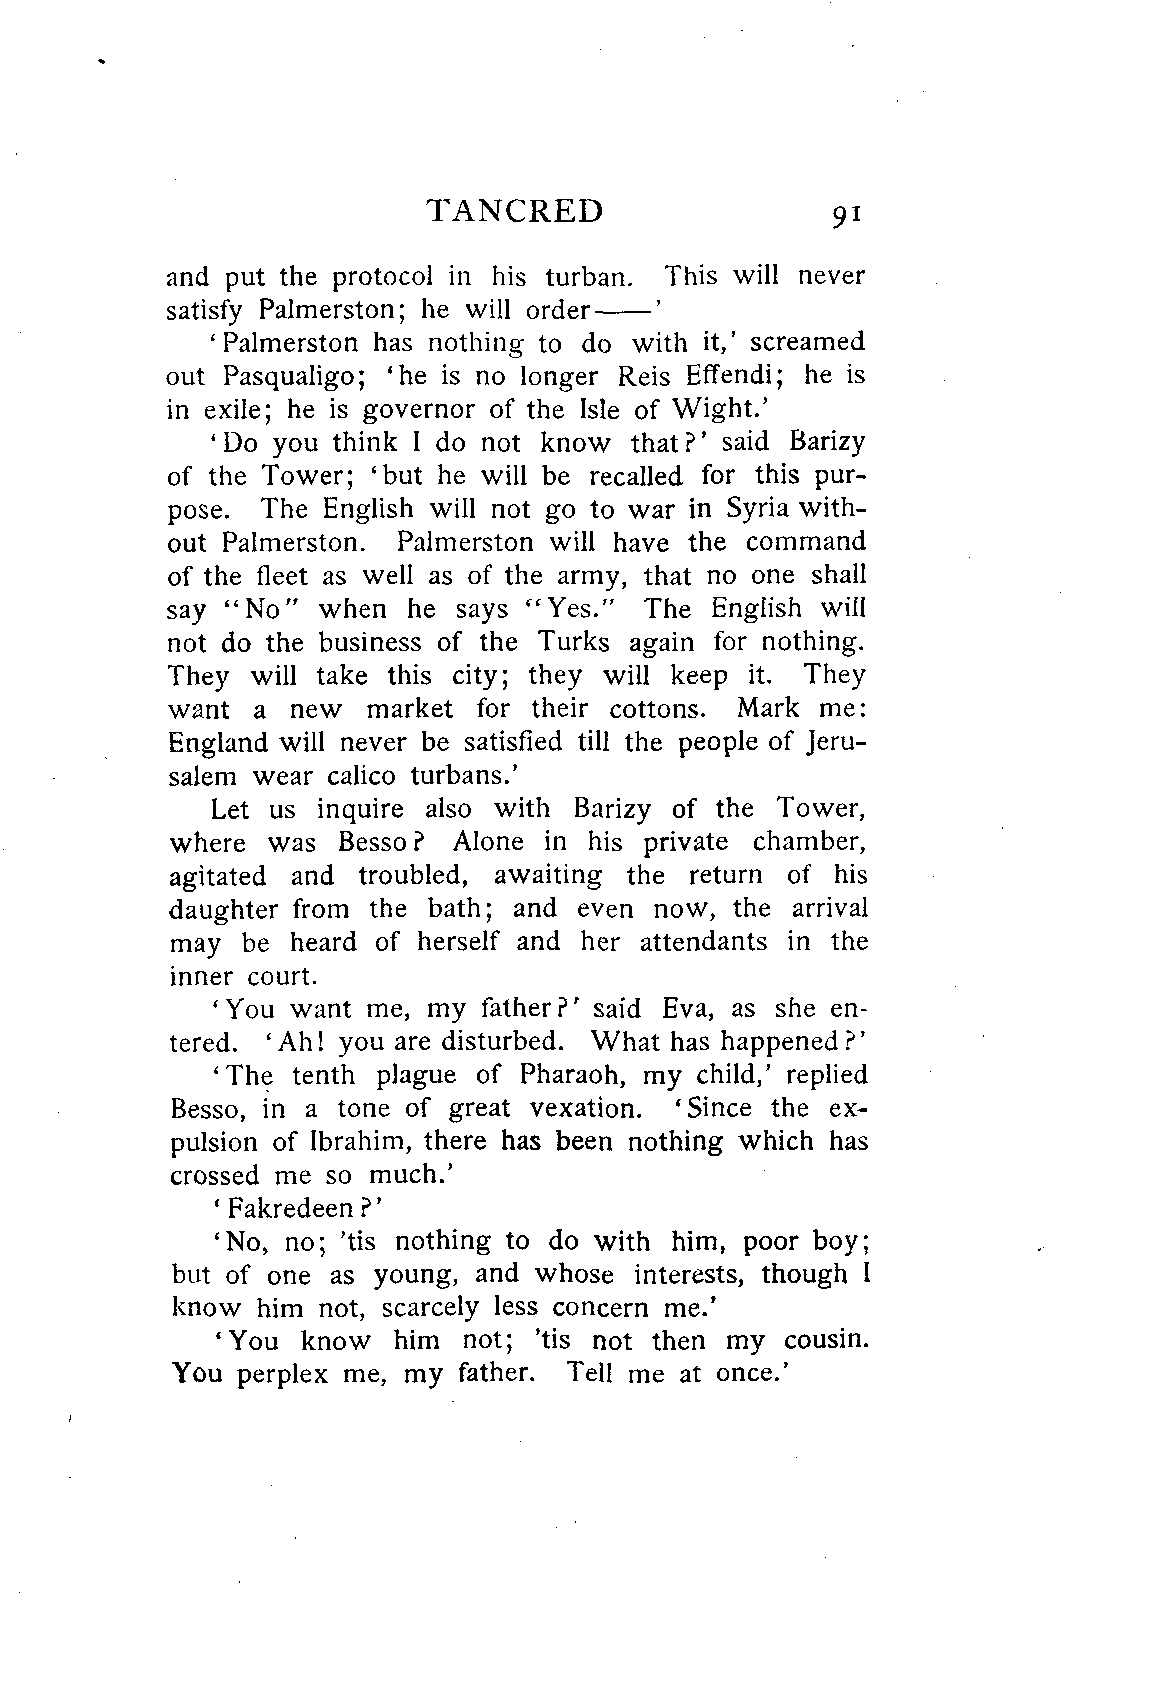 TANCRED 91
and put the protocol in his turban. This will never
satisfy Palmerston; he will order——'
'Palmerston has nothing to do with it,' screamed
out Pasqualigo; 'he is no longer Reis Effendi; he is
in exile; he is governor of the Isle of Wight.'
'Do you think I do not know that?' said Barizy
of the Tower; 'but he will be recalled for this pur-
pose. The English will not go to war in Syria with-
out Palmerston. Palmerston will have the command
of the fleet as well as of the army, that no one shall
say "No" when he says "Yes." The English will
not do the business of the Turks again for nothing.
They will take this city; they will keep it. They
want a new market for their cottons. Mark me:
England will never be satisfied till the people of Jeru-
salem wear calico turbans.'
Let us inquire also with Barizy of the Tower,
where was Besso? Alone in his private chamber,
agitated and troubled, awaiting the return of his
daughter from the bath; and even now, the arrival
may be heard of herself and her attendants in the
inner court.
'You want me, my father?' said Eva, as she en-
tered. 'Ah! you are disturbed. What has happened?'
'The tenth plague of Pharaoh, my child,' replied
Besso, in a tone of great vexation. 'Since the ex-
pulsion of Ibrahim, there has been nothing which has
crossed me so much.'
'Fakredeen?'
'No, no; 'tis nothing to do with him, poor boy;
but of one as young, and whose interests, though I
know him not, scarcely less concern me.'
'You know him not; 'tis not then my cousin.
You perplex me, my father. Tell me at once.'